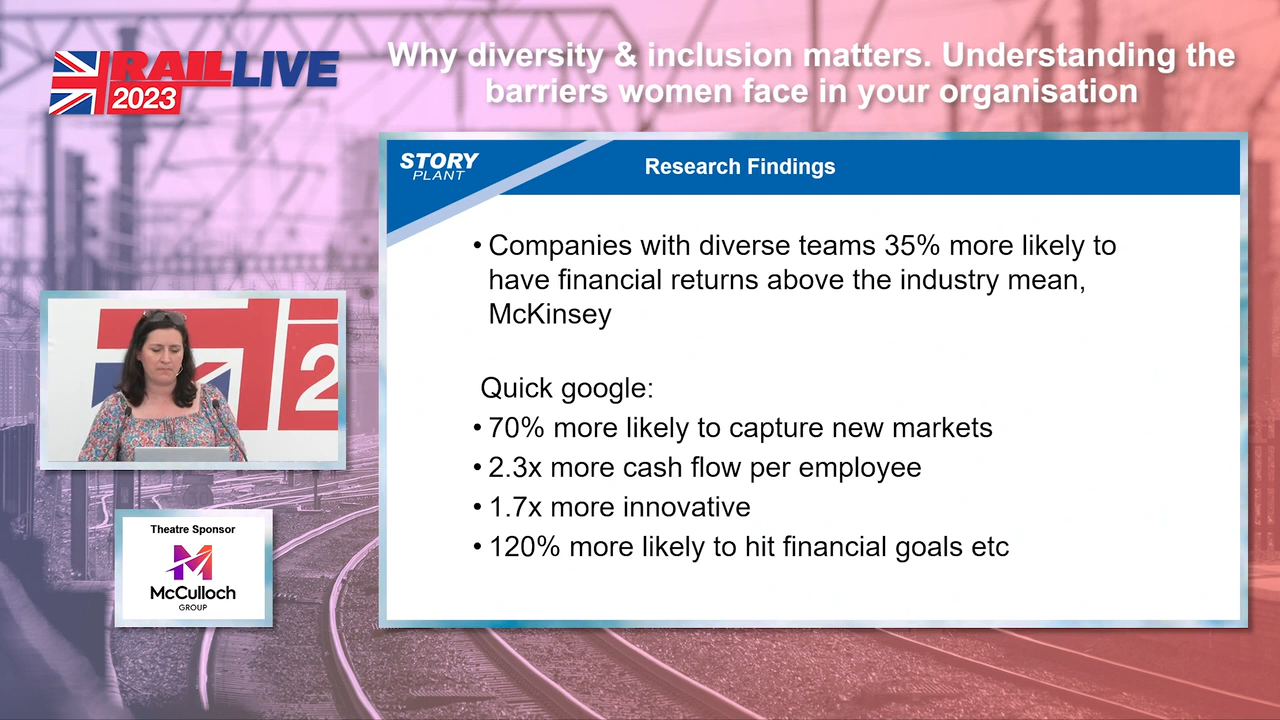 RAILLIVE
2023
Why diversity & inclusion matters. Understanding the
barriers women face in your organisation
STORY
PLANT
Research Findings
• Companies with diverse teams 35% more likely to
have financial returns above the industry mean,
McKinsey
Quick google:
• 70% more likely to capture new markets
• 2.3x more cash flow per employee
• 1.7x more innovative
• 120% more likely to hit financial goals etc
2
Theatre Sponsor
M
McCulloch
GROUP